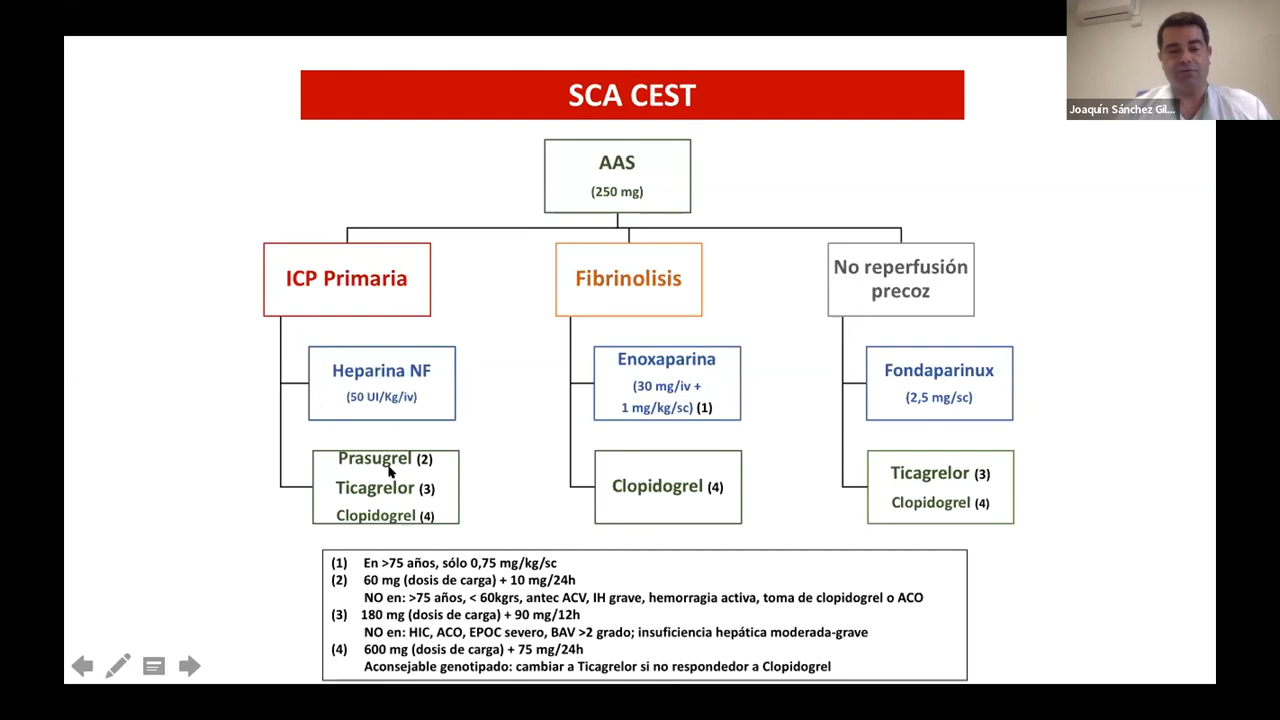 SCA CEST
Joaquín Sánchez Gil...
AAS
(250 mg)
ICP Primaria
Fibrinolisis
No reperfusión
precoz
Heparina NF
(50 UI/Kg/iv)
Enoxaparina
(30 mg/iv +
1 mg/kg/sc) (1)
Fondaparinux
(2,5 mg/sc)
Prasugrel (2)
Ticagrelor (3)
Clopidogrel (4)
Clopidogrel (4)
Ticagrelor (3)
Clopidogrel (4)
(1) En >75 años, sólo 0,75 mg/kg/sc
(2) 60 mg (dosis de carga) + 10 mg/24h
NO en: >75 años, < 60kgrs, antec ACV, IH grave, hemorragia activa, toma de clopidogrel o ACO
(3) 180 mg (dosis de carga) + 90 mg/12h
NO en: HIC, ACO, EPOC severo, BAV >2 grado; insuficiencia hepática moderada-grave
(4) 600 mg (dosis de carga) + 75 mg/24h
Aconsejable genotipado: cambiar a Ticagrelor si no respondedor a Clopidogrel